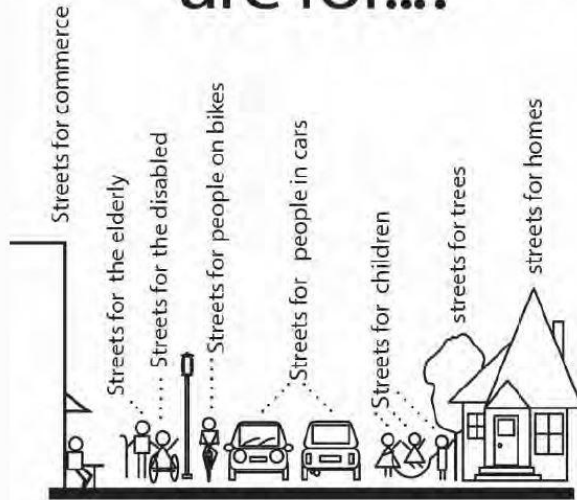 are for...?
Streets for commerce
Streets for the elderly
Streets for the disabled
Streets for people on bikes
Streets for people in cars
Streets for children
streets for trees
streets for homes